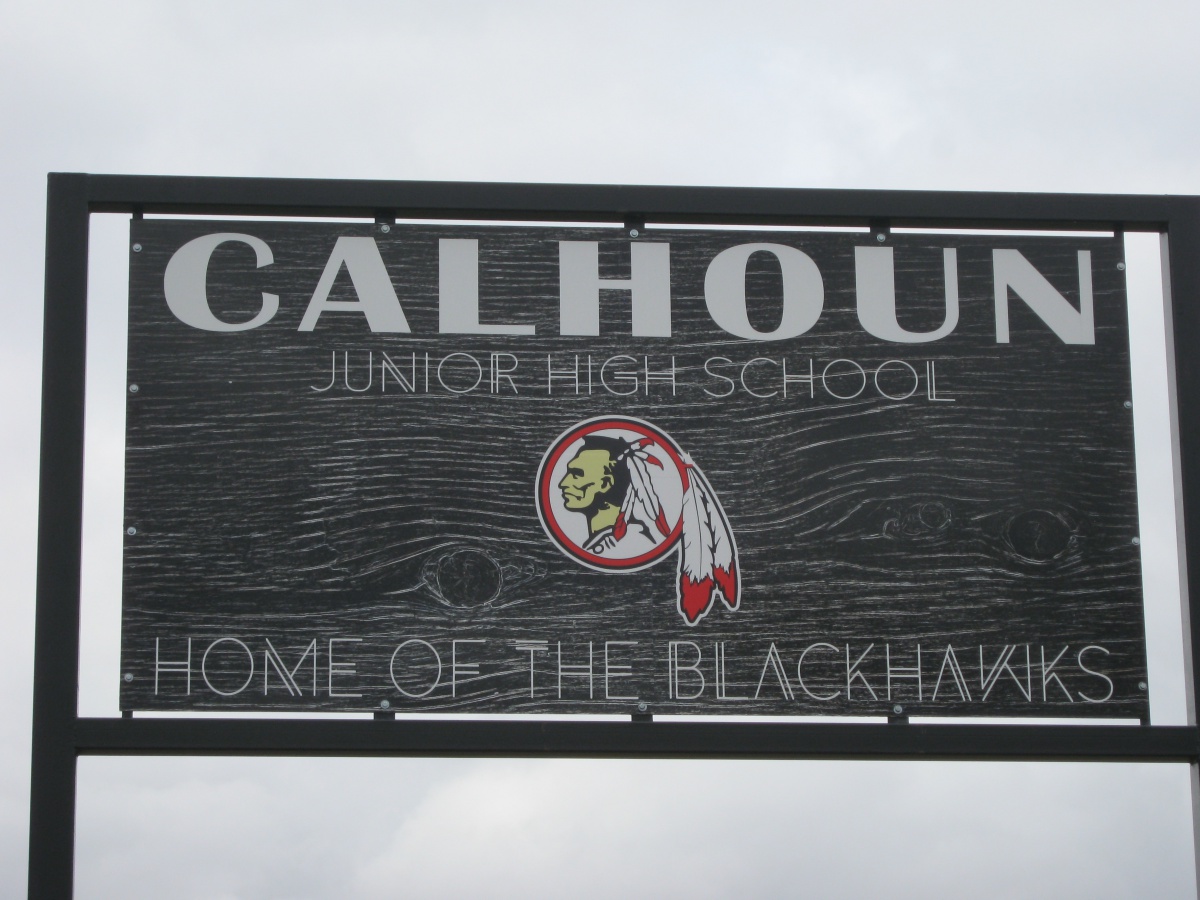 CALHOUN
JUNIOR HIGH SCHOOL
HOME OF THE BLACKHAWKS